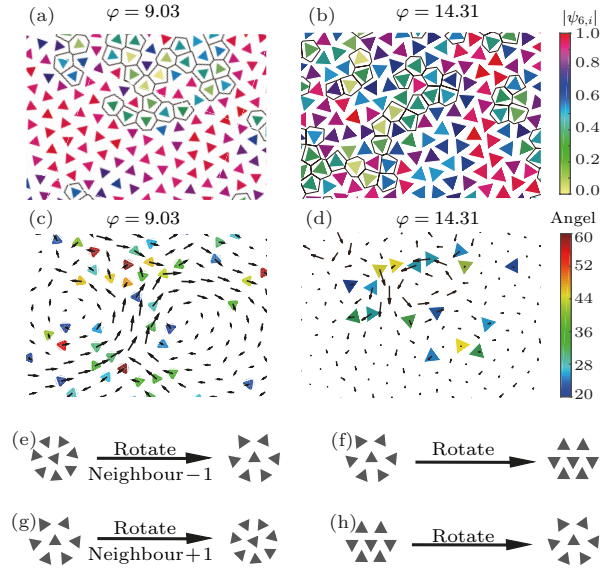 (a) φ = 9.03 (b) φ = 14.31 |ψ6,i|
1.0
0.8
0.6
0.4
0.2
0.0
(c) φ = 9.03 (d) φ = 14.31 Angel
60
52
44
36
28
20
(e) Rotate Neighbour−1
(f) Rotate
(g) Rotate Neighbour+1
(h) Rotate